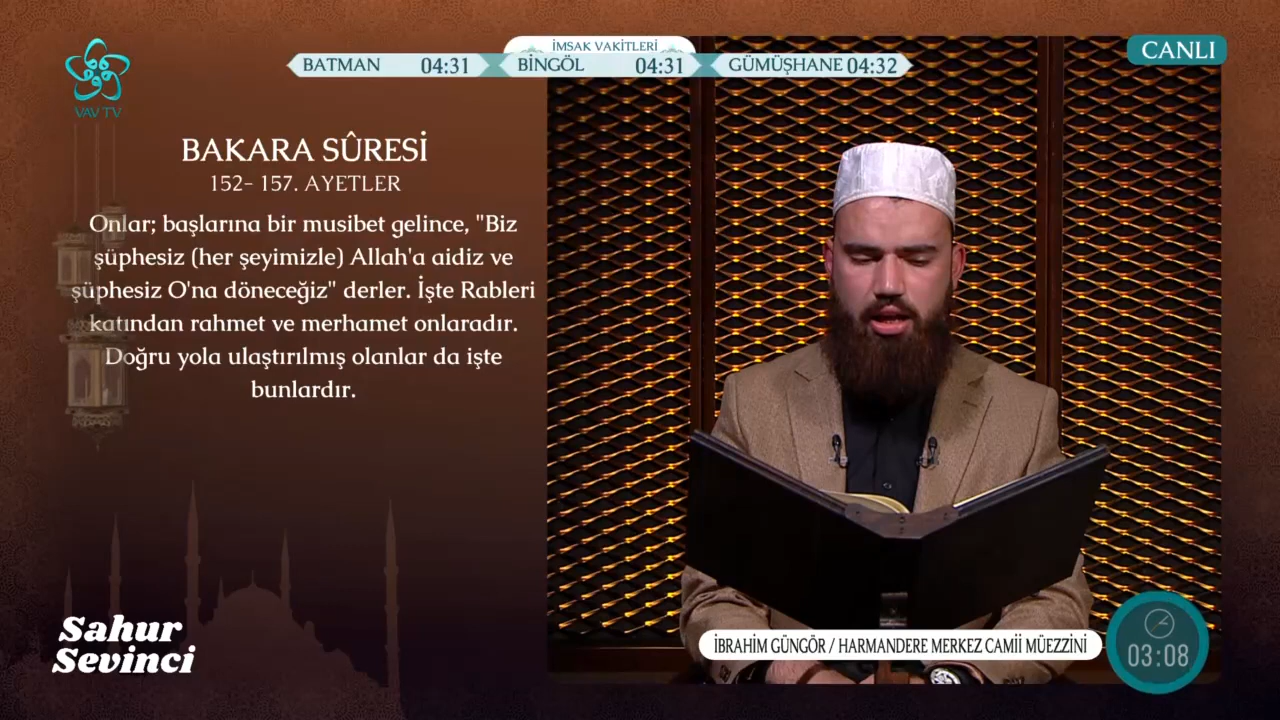 İMSAK VAKİTLERİ
BATMAN 04:31 BİNGÖL 04:31 GÜMÜŞHANE 04:32
CANLI
VAV TV
BAKARA SÛRESİ
152- 157. AYETLER
Onlar; başlarına bir musibet gelince, "Biz
şüphesiz (her şeyimizle) Allah'a aidiz ve
şüphesiz O'na döneceğiz" derler. İşte Rableri
katından rahmet ve merhamet onlaradır.
Doğru yola ulaştırılmış olanlar da işte
bunlardır.
Sahur
Sevinci
İBRAHİM GÜNGÖR / HARMANDERE MERKEZ CAMİİ MÜEZZİNİ
03:08